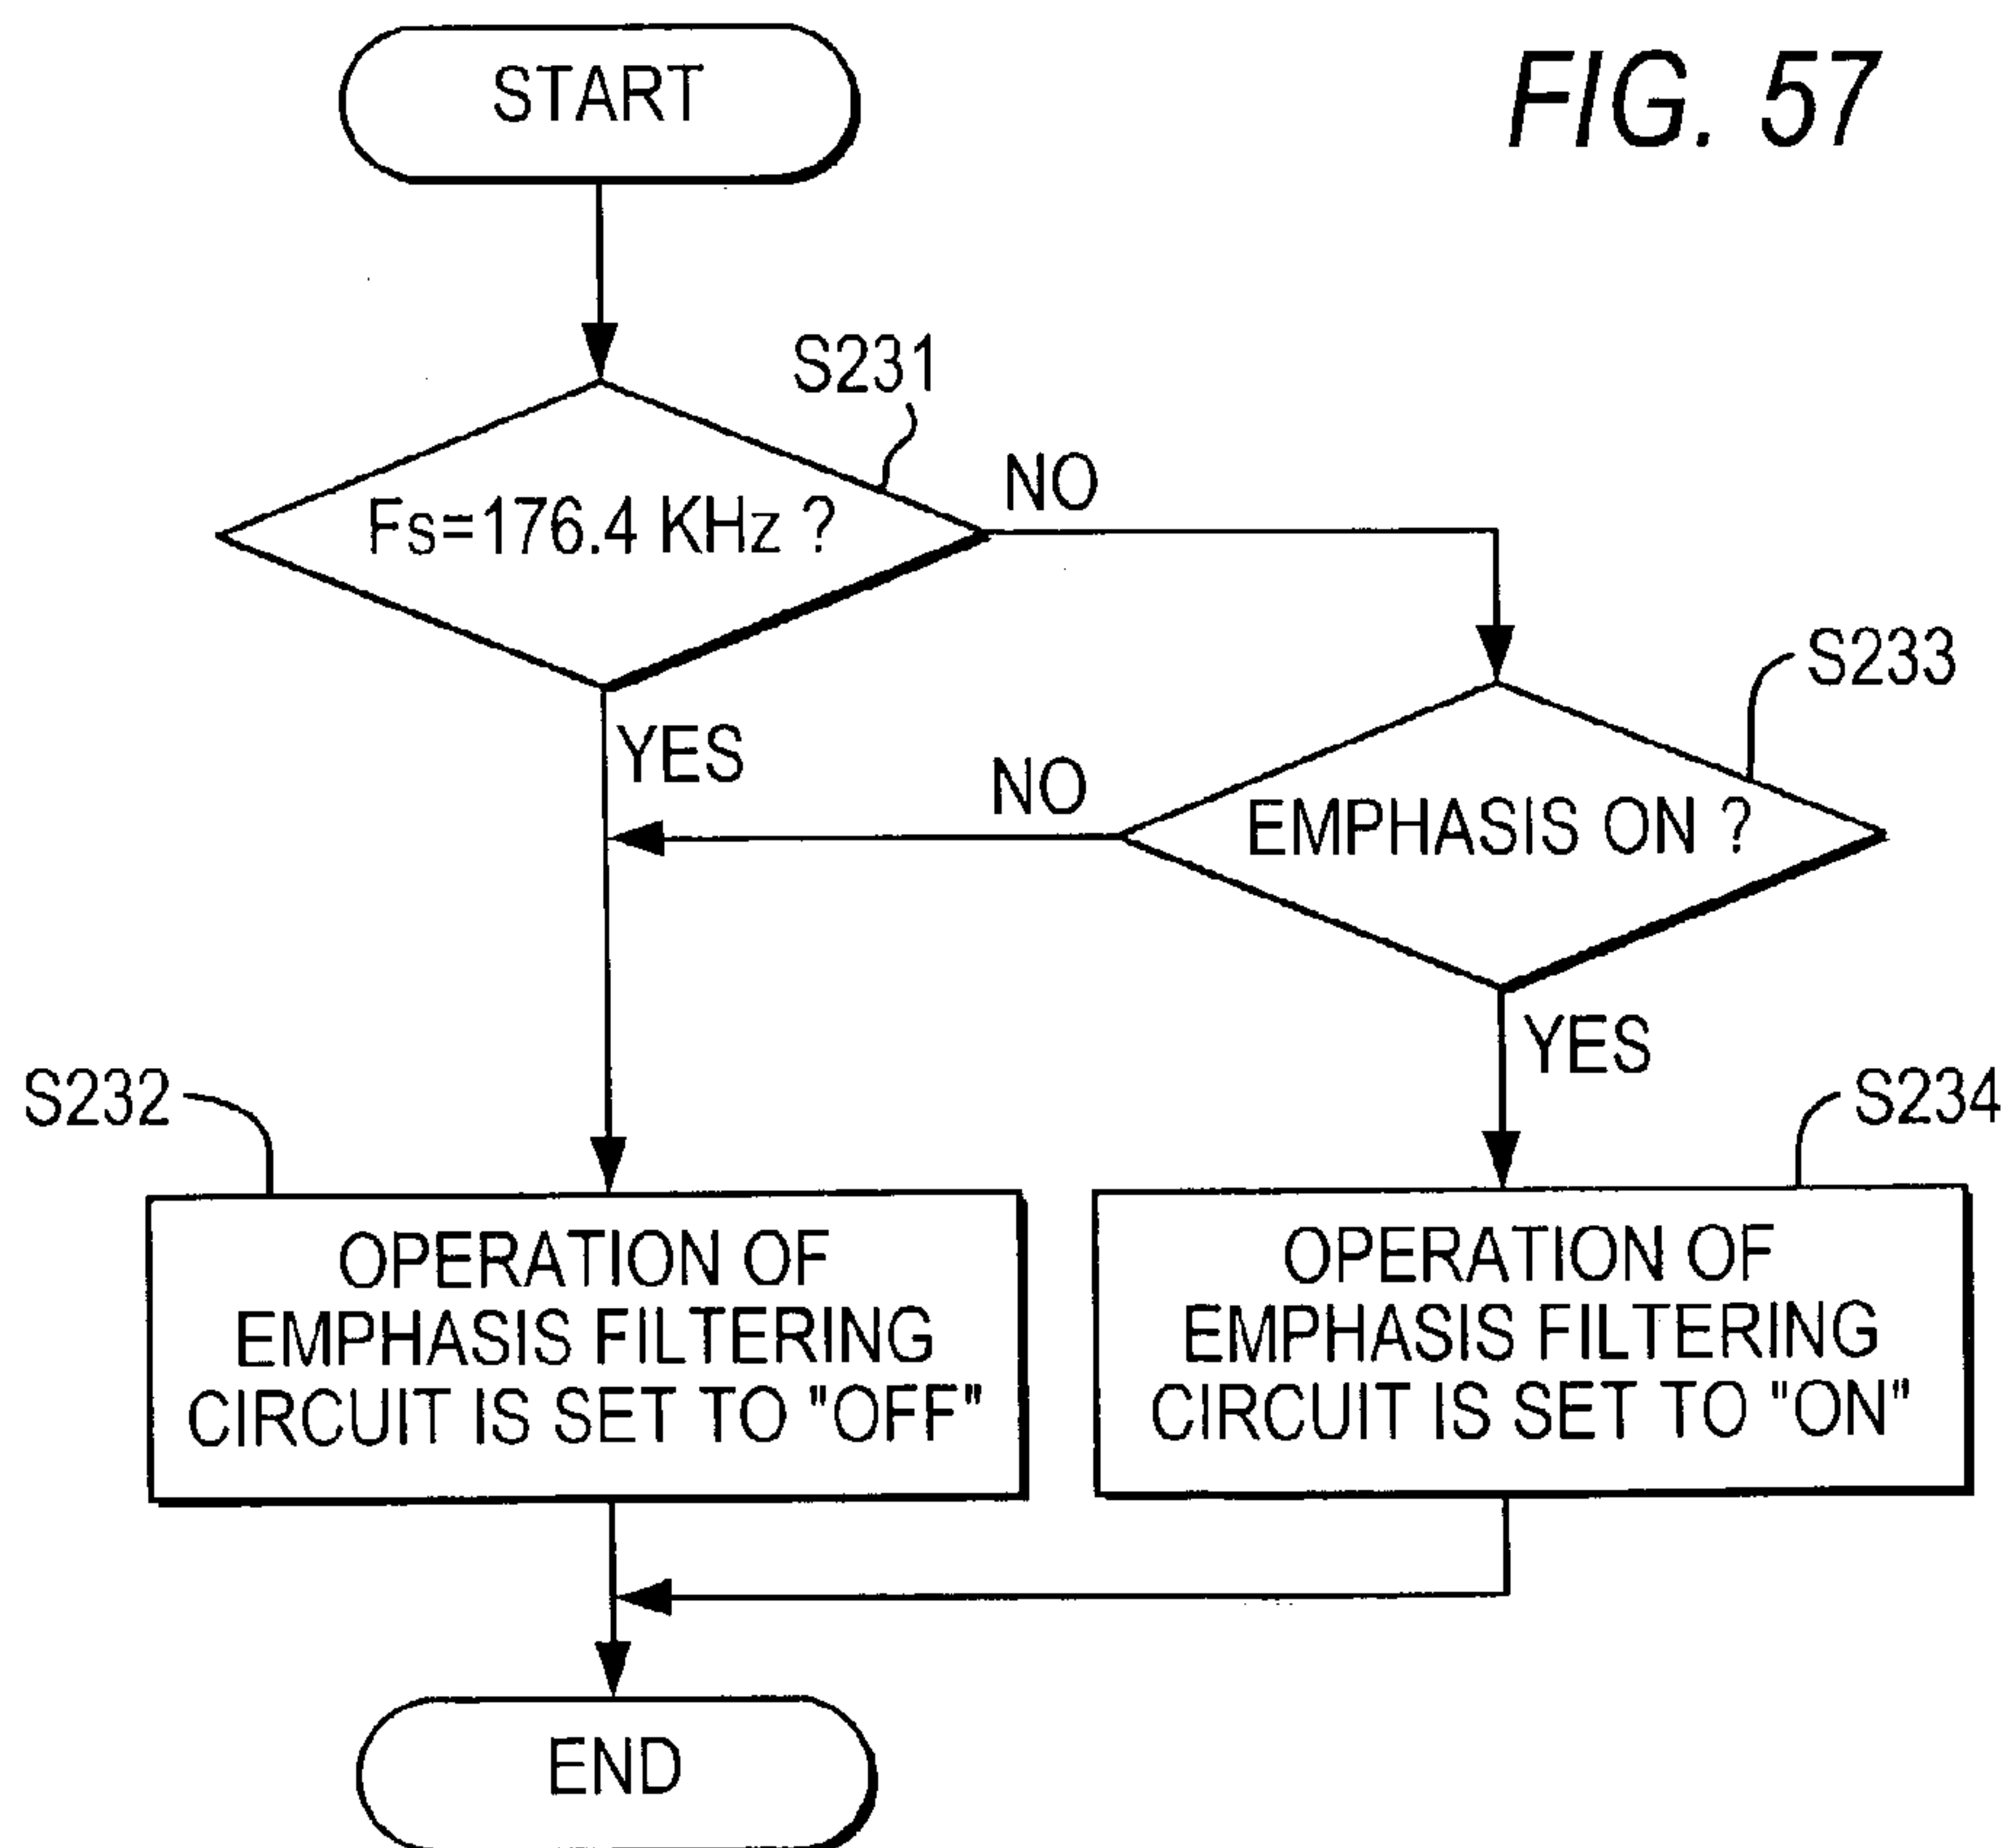 FIG. 57
START
S231
Fs=176.4 KHz ?
NO
YES
S233
EMPHASIS ON ?
NO
YES
S232
OPERATION OF
EMPHASIS FILTERING
CIRCUIT IS SET TO "OFF"
S234
OPERATION OF
EMPHASIS FILTERING
CIRCUIT IS SET TO "ON"
END